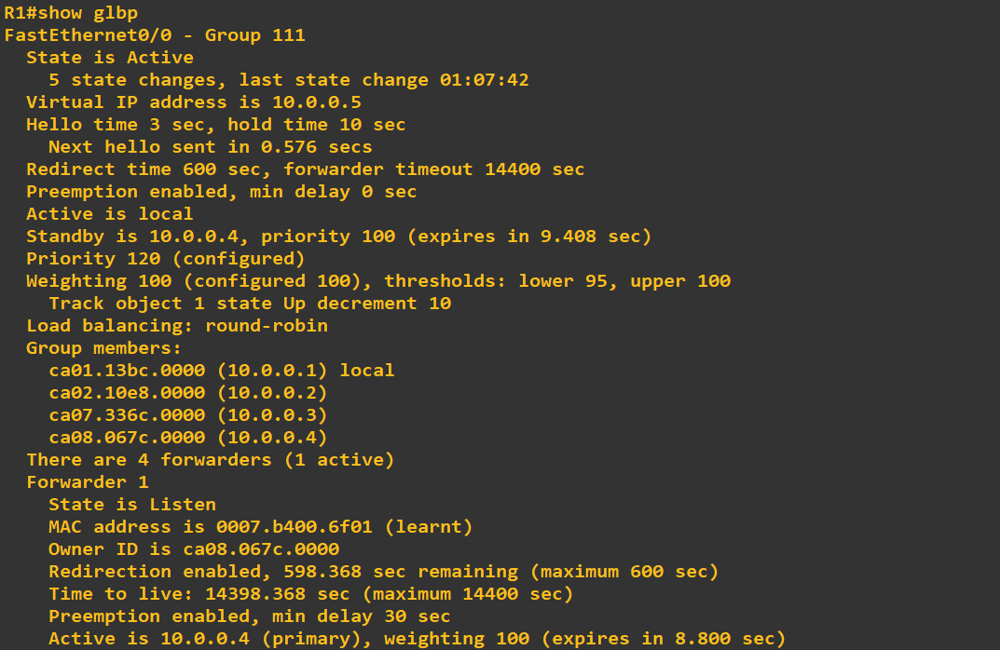 R1#show glbp
FastEthernet0/0 - Group 111
State is Active
5 state changes, last state change 01:07:42
Virtual IP address is 10.0.0.5
Hello time 3 sec, hold time 10 sec
Next hello sent in 0.576 secs
Redirect time 600 sec, forwarder timeout 14400 sec
Preemption enabled, min delay 0 sec
Active is local
Standby is 10.0.0.4, priority 100 (expires in 9.408 sec)
Priority 120 (configured)
Weighting 100 (configured 100), thresholds: lower 95, upper 100
Track object 1 state Up decrement 10
Load balancing: round-robin
Group members:
ca01.13bc.0000 (10.0.0.1) local
ca02.10e8.0000 (10.0.0.2)
ca07.336c.0000 (10.0.0.3)
ca08.067c.0000 (10.0.0.4)
There are 4 forwarders (1 active)
Forwarder 1
State is Listen
MAC address is 0007.b400.6f01 (learnt)
Owner ID is ca08.067c.0000
Redirection enabled, 598.368 sec remaining (maximum 600 sec)
Time to live: 14398.368 sec (maximum 14400 sec)
Preemption enabled, min delay 30 sec
Active is 10.0.0.4 (primary), weighting 100 (expires in 8.800 sec)